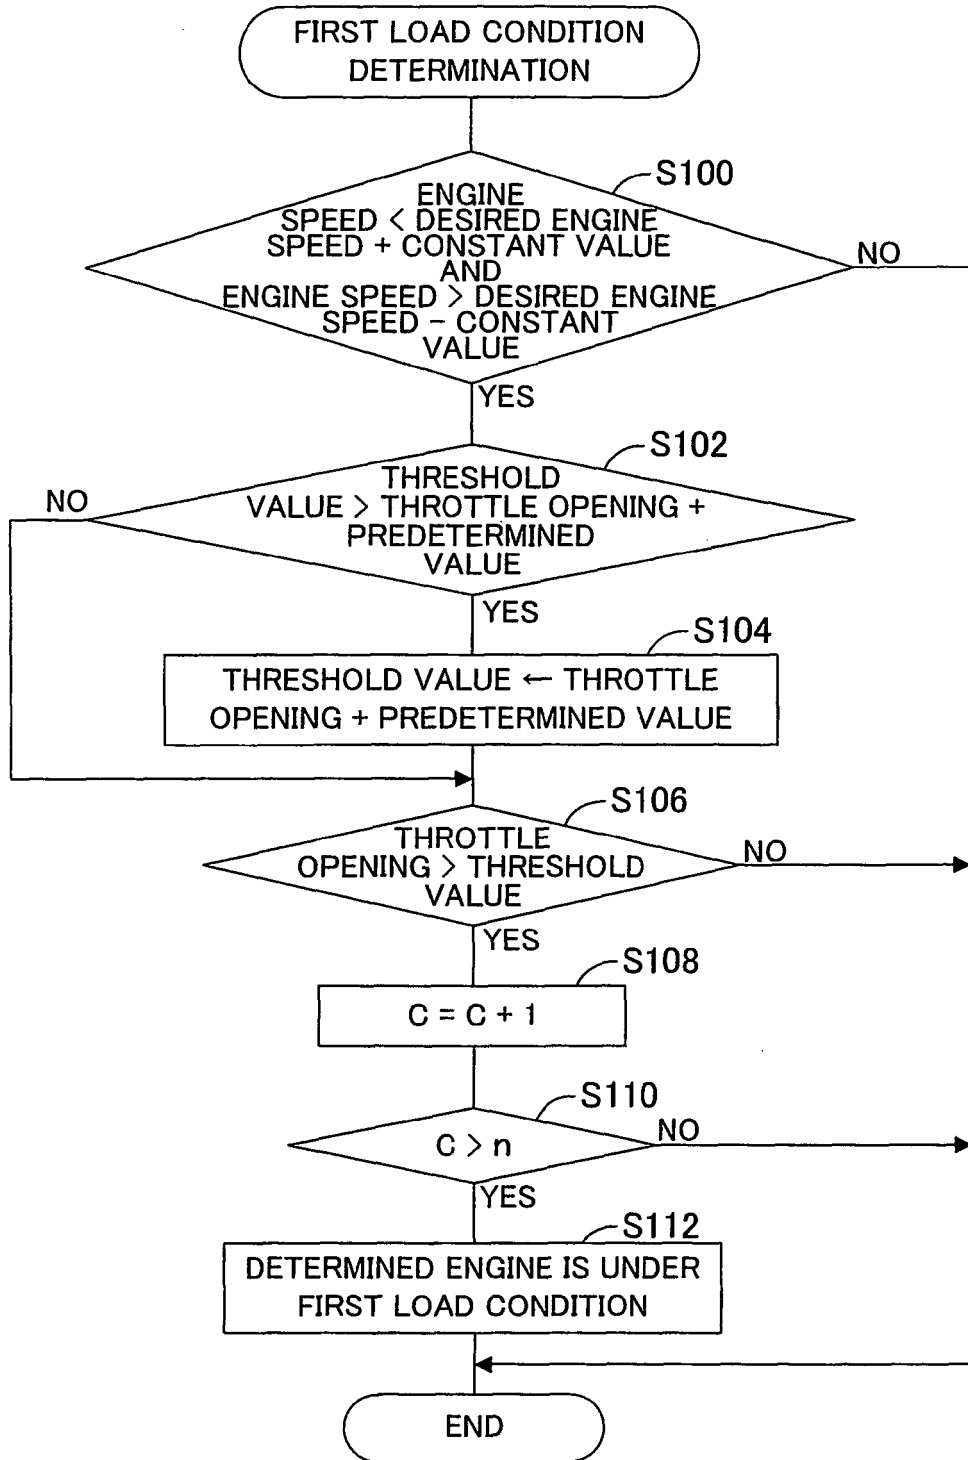 FIRST LOAD CONDITION
DETERMINATION
S100
ENGINE
SPEED < DESIRED ENGINE
SPEED + CONSTANT VALUE
AND
ENGINE SPEED > DESIRED ENGINE
SPEED - CONSTANT
VALUE
NO
YES
S102
THRESHOLD
VALUE > THROTTLE OPENING +
PREDETERMINED
VALUE
NO
YES
S104
THRESHOLD VALUE ← THROTTLE
OPENING + PREDETERMINED VALUE
S106
THROTTLE
OPENING > THRESHOLD
VALUE
NO
YES
S108
C = C + 1
S110
C > n
NO
YES
S112
DETERMINED ENGINE IS UNDER
FIRST LOAD CONDITION
END